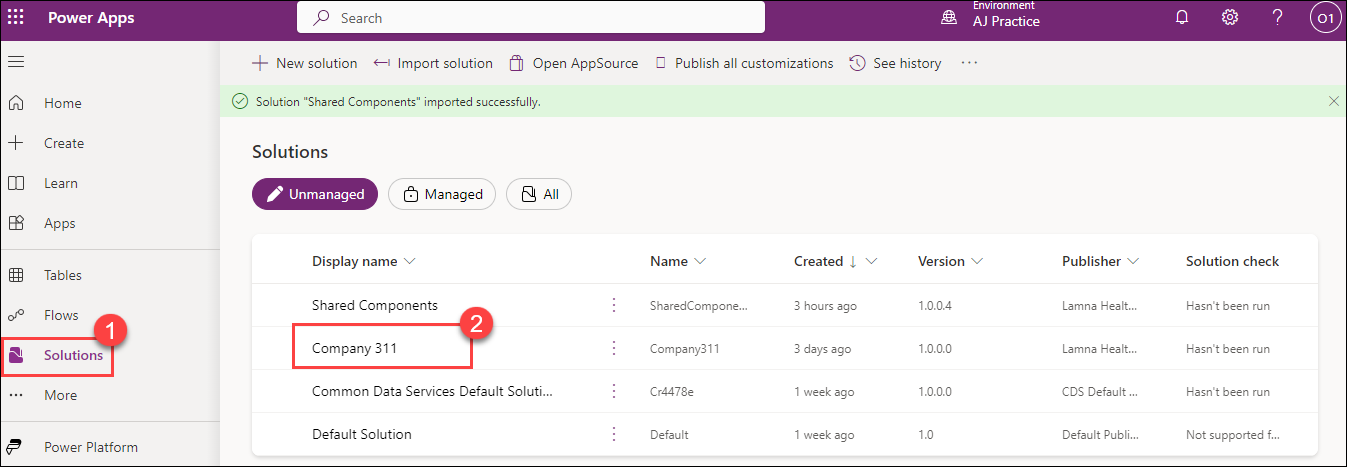 Power Apps
Search
Environment
AJ Practice
O1
New solution
Import solution
Open AppSource
Publish all customizations
See history
Solution "Shared Components" imported successfully.
Home
Create
Learn
Apps
Tables
Flows
1
Solutions
More
Power Platform
Solutions
Unmanaged
Managed
All
Display name Name Created Version Publisher Solution check
Shared Components SharedCompone... 3 hours ago 1.0.0.4 Lamna Healt... Hasn't been run
2
Company 311 Company311 3 days ago 1.0.0.0 Lamna Healt... Hasn't been run
Common Data Services Default Soluti... Cr4478e 1 week ago 1.0.0.0 CDS Default ... Hasn't been run
Default Solution Default 1 week ago 1.0 Default Publi... Not supported f...